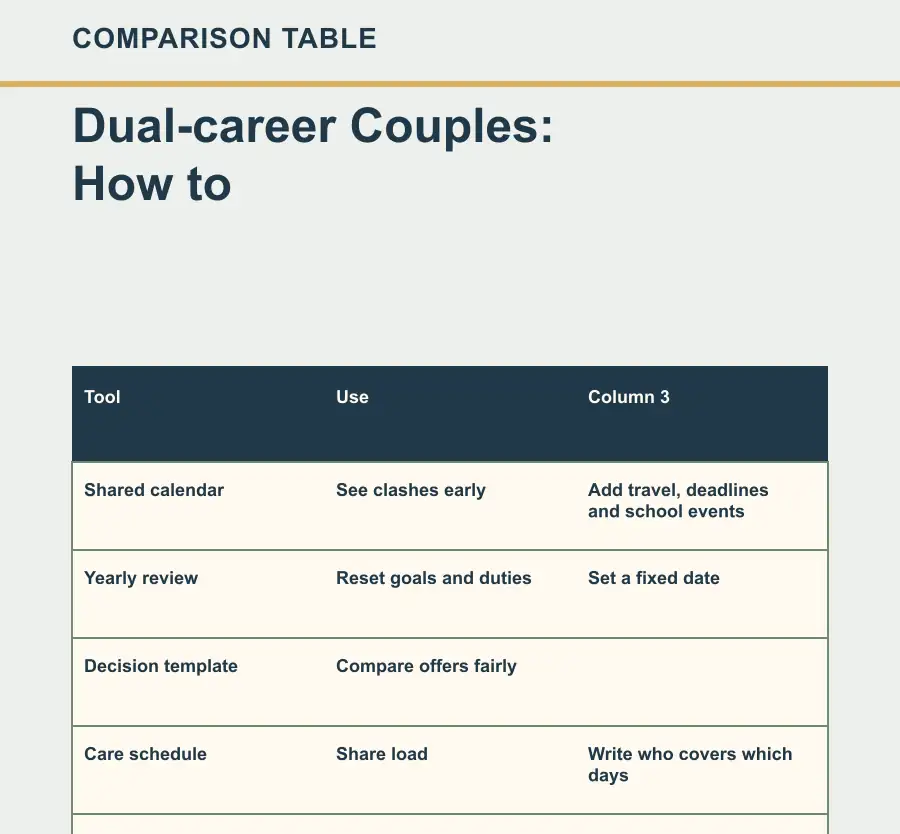 COMPARISON TABLE
Dual-career Couples:
How to
Tool Use Column 3
Shared calendar See clashes early Add travel, deadlines
and school events
Yearly review Reset goals and duties Set a fixed date
Decision template Compare offers fairly
Care schedule Share load Write who covers which
days